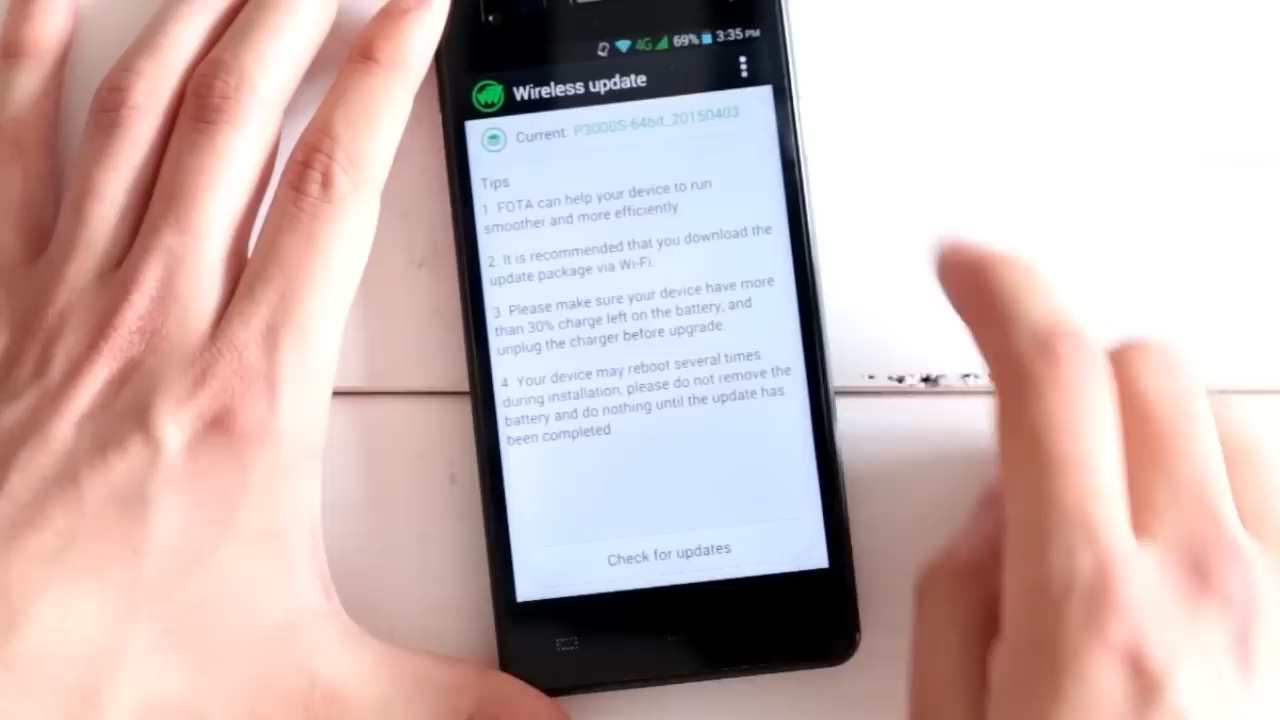 4G 69% 3:35 PM
Wireless update
Current: P3000S-64bit_20150403
Tips
1 FOTA can help your device to run
smoother and more efficiently.
2. It is recommended that you download the
update package via Wi-Fi.
3 Please make sure your device have more
than 30% charge left on the battery, and
unplug the charger before upgrade.
4 Your device may reboot several times
during installation, please do not remove the
battery and do nothing until the update has
been completed
Check for updates